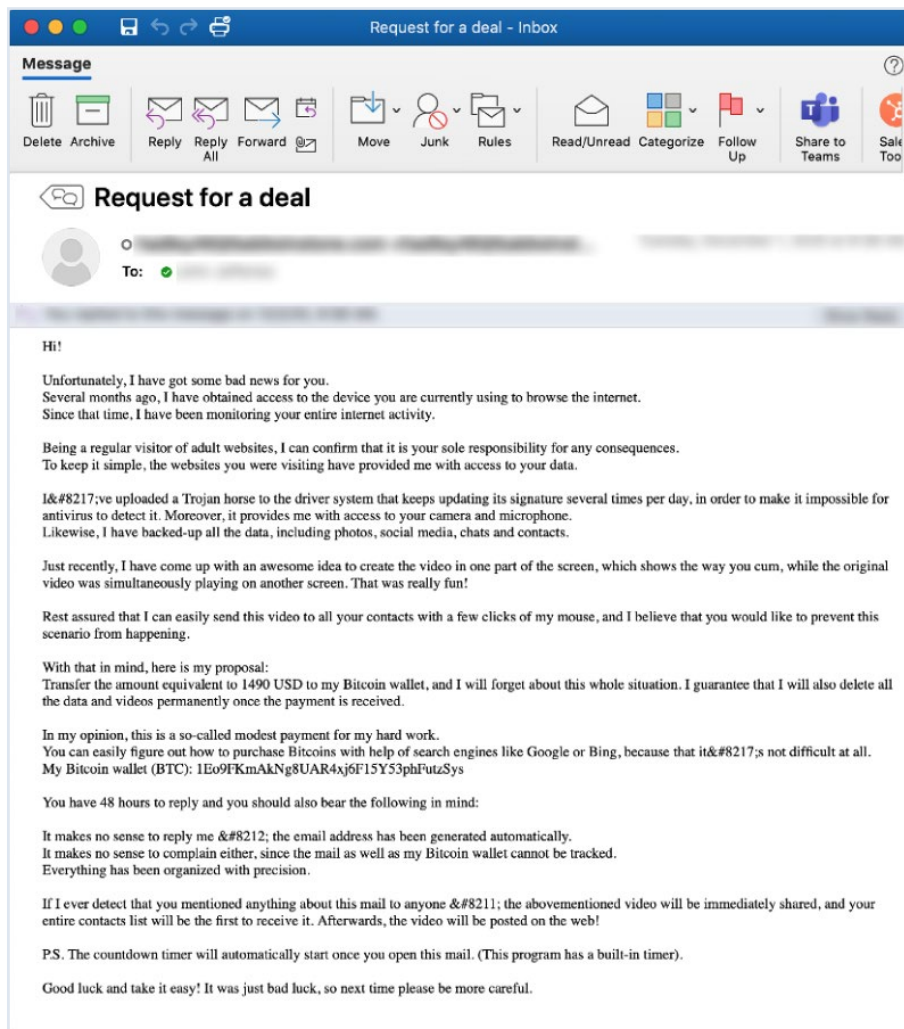 Request for a deal - Inbox
Message
Delete Archive Reply Reply All Forward Move Junk Rules Read/Unread Categorize Follow Up Share to Teams
Request for a deal
To:
Hi!
Unfortunately, I have got some bad news for you.
Several months ago, I have obtained access to the device you are currently using to browse the internet.
Since that time, I have been monitoring your entire internet activity.
Being a regular visitor of adult websites, I can confirm that it is your sole responsibility for any consequences.
To keep it simple, the websites you were visiting have provided me with access to your data.
I&#8217;ve uploaded a Trojan horse to the driver system that keeps updating its signature several times per day, in order to make it impossible for
antivirus to detect it. Moreover, it provides me with access to your camera and microphone.
Likewise, I have backed-up all the data, including photos, social media, chats and contacts.
Just recently, I have come up with an awesome idea to create the video in one part of the screen, which shows the way you cum, while the original
video was simultaneously playing on another screen. That was really fun!
Rest assured that I can easily send this video to all your contacts with a few clicks of my mouse, and I believe that you would like to prevent this
scenario from happening.
With that in mind, here is my proposal:
Transfer the amount equivalent to 1490 USD to my Bitcoin wallet, and I will forget about this whole situation. I guarantee that I will also delete all
the data and videos permanently once the payment is received.
In my opinion, this is a so-called modest payment for my hard work.
You can easily figure out how to purchase Bitcoins with help of search engines like Google or Bing, because that it&#8217;s not difficult at all.
My Bitcoin wallet (BTC): 1Eo9FKmAkNg8UAR4xj6F15Y53phFutzSys
You have 48 hours to reply and you should also bear the following in mind:
It makes no sense to reply me &#8212; the email address has been generated automatically.
It makes no sense to complain either, since the mail as well as my Bitcoin wallet cannot be tracked.
Everything has been organized with precision.
If I ever detect that you mentioned anything about this mail to anyone &#8211; the abovementioned video will be immediately shared, and your
entire contacts list will be the first to receive it. Afterwards, the video will be posted on the web!
P.S. The countdown timer will automatically start once you open this mail. (This program has a built-in timer).
Good luck and take it easy! It was just bad luck, so next time please be more careful.